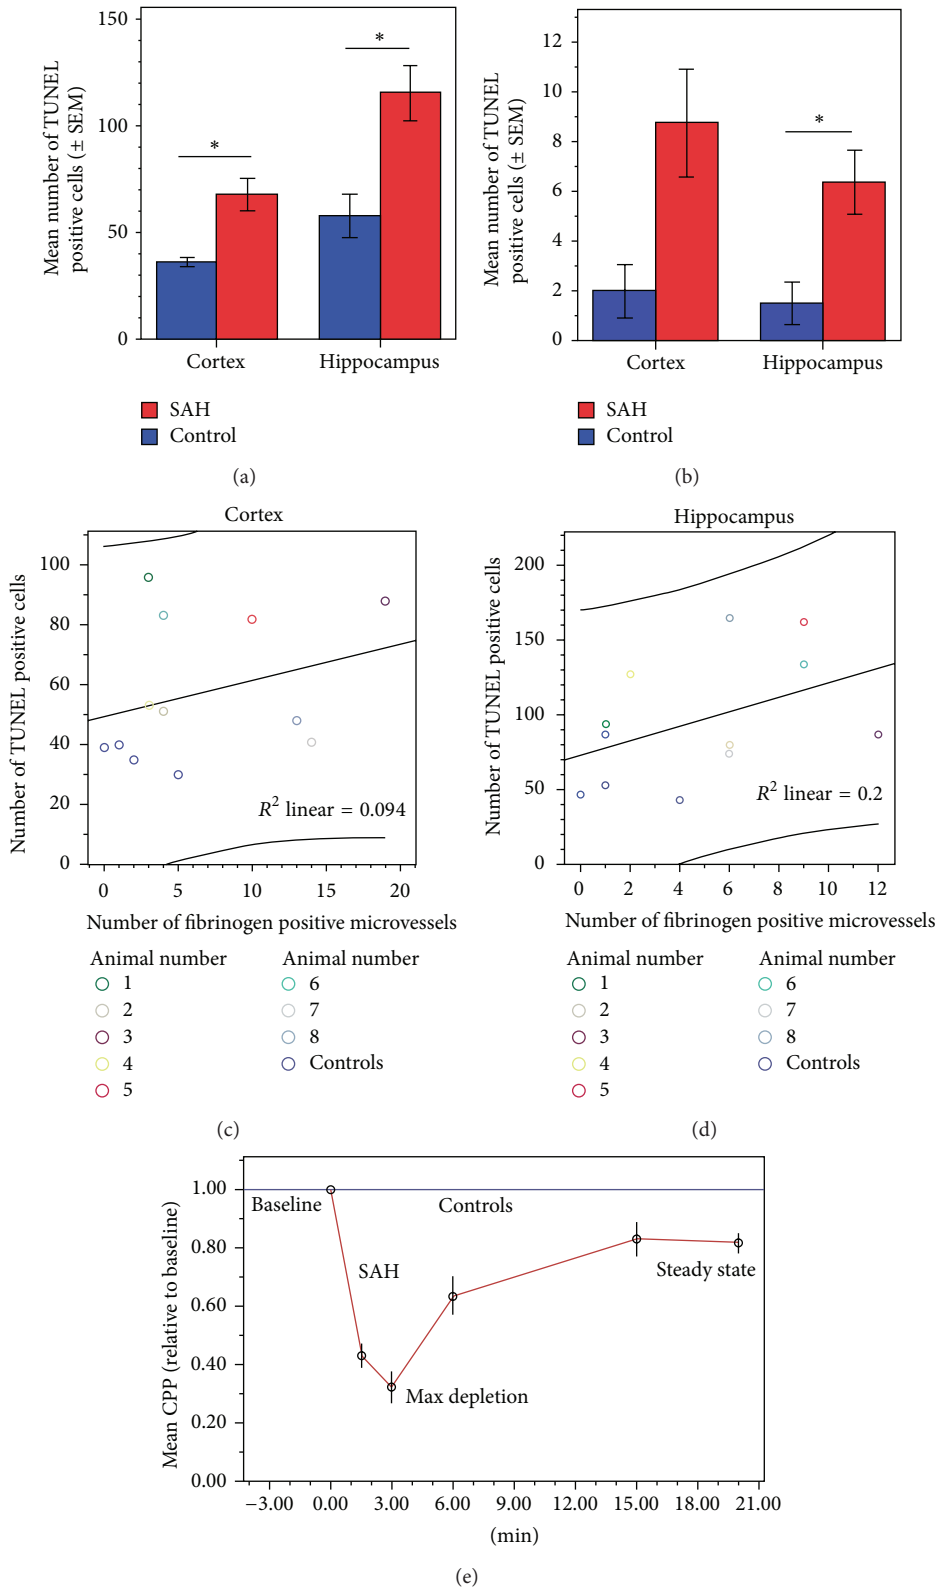 Mean number of TUNEL
positive cells (± SEM)
150
100
50
0
*
*
Cortex
Hippocampus
SAH
Control
(a)
Mean number of TUNEL
positive cells (± SEM)
12
10
8
6
4
2
0
*
Cortex
Hippocampus
SAH
Control
(b)
Cortex
Number of TUNEL positive cells
100
80
60
40
20
0
R² linear = 0.094
0 5 10 15 20
Number of fibrinogen positive microvessels
Animal number
1
2
3
4
5
Animal number
6
7
8
Controls
(c)
Hippocampus
Number of TUNEL positive cells
200
150
100
50
0
R² linear = 0.2
0 2 4 6 8 10 12
Number of fibrinogen positive microvessels
Animal number
1
2
3
4
5
Animal number
6
7
8
Controls
(d)
Mean CPP (relative to baseline)
1.00
0.80
0.60
0.40
0.20
0.00
Baseline
Controls
SAH
Steady state
Max depletion
−3.00 0.00 3.00 6.00 9.00 12.00 15.00 18.00 21.00
(min)
(e)